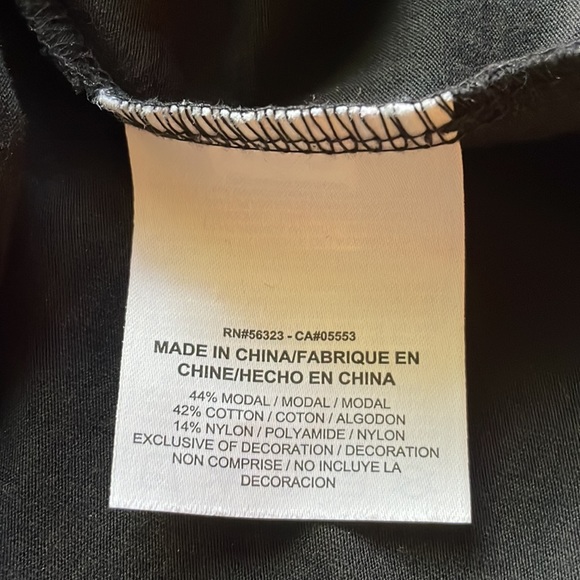 RN#56323 - CA#05553
MADE IN CHINA/FABRIQUE EN
CHINE/HECHO EN CHINA
44% MODAL / MODAL / MODAL
42% COTTON / COTON / ALGODON
14% NYLON / POLYAMIDE / NYLON
EXCLUSIVE OF DECORATION / DECORATION
NON COMPRISE / NO INCLUYE LA
DECORACION